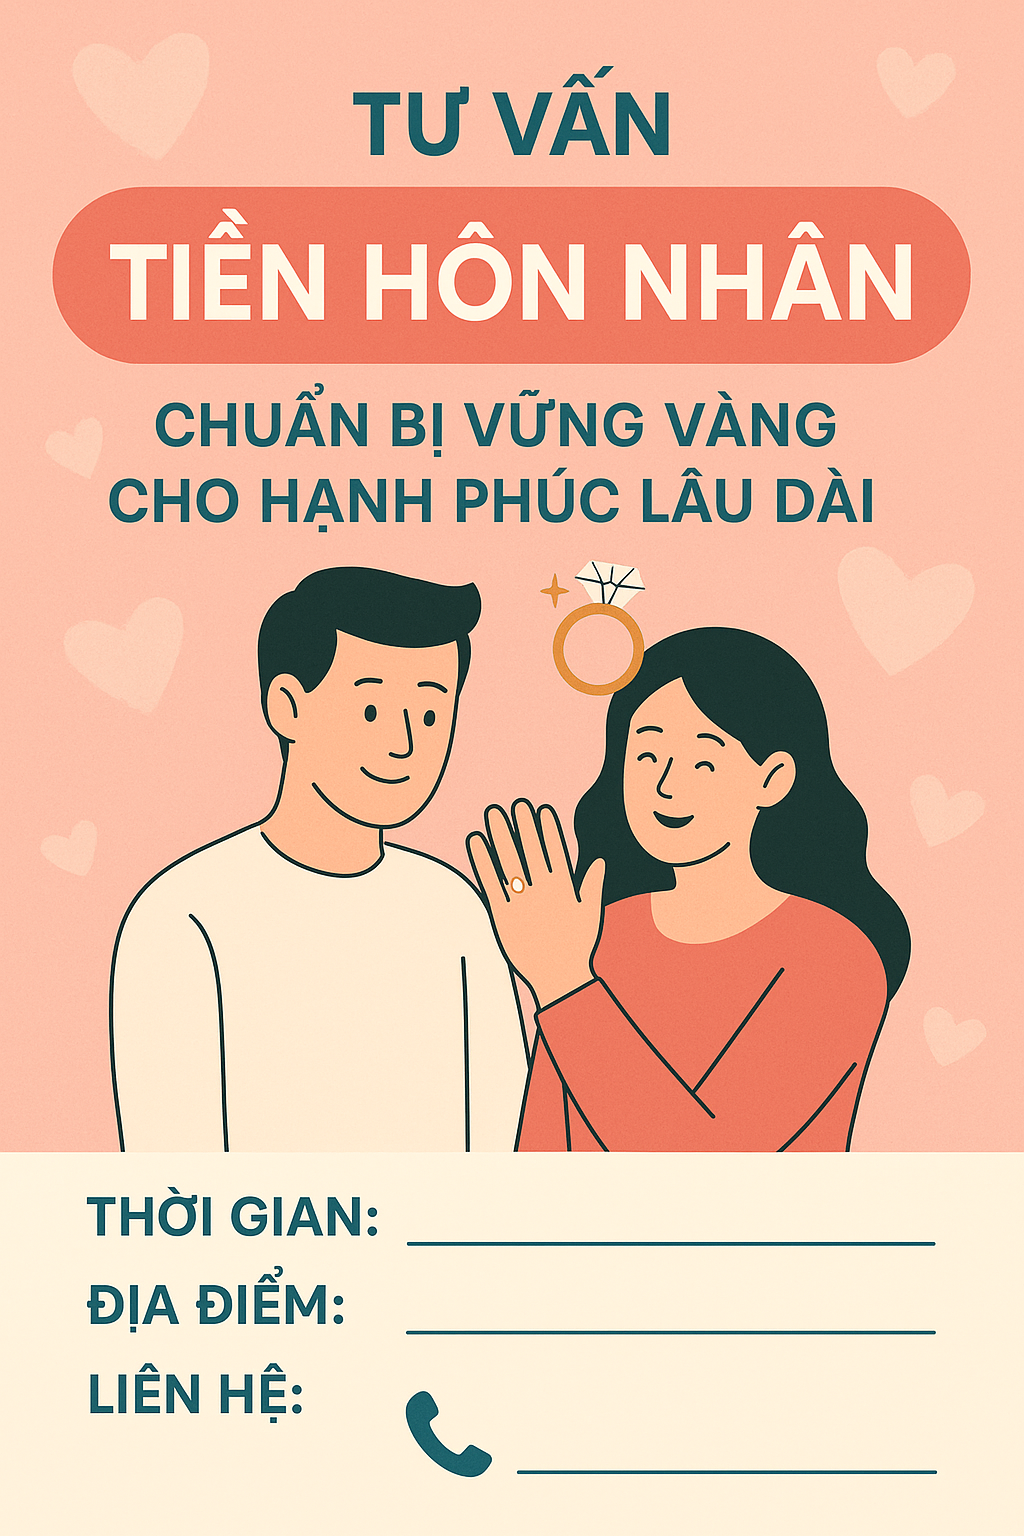 TƯ VẤN
TIỀN HÔN NHÂN
CHUẨN BỊ VỮNG VÀNG
CHO HẠNH PHÚC LÂU DÀI
THỜI GIAN:
ĐỊA ĐIỂM:
LIÊN HỆ: